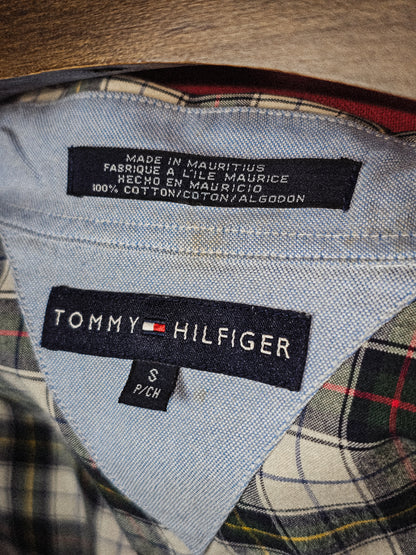 MADE IN MAURITIUS
FABRIQUE A L'ILE MAURICE
HECHO EN MAURICIO
100% COTTON/COTON/ALGODON
TOMMY HILFIGER
S
P/CH